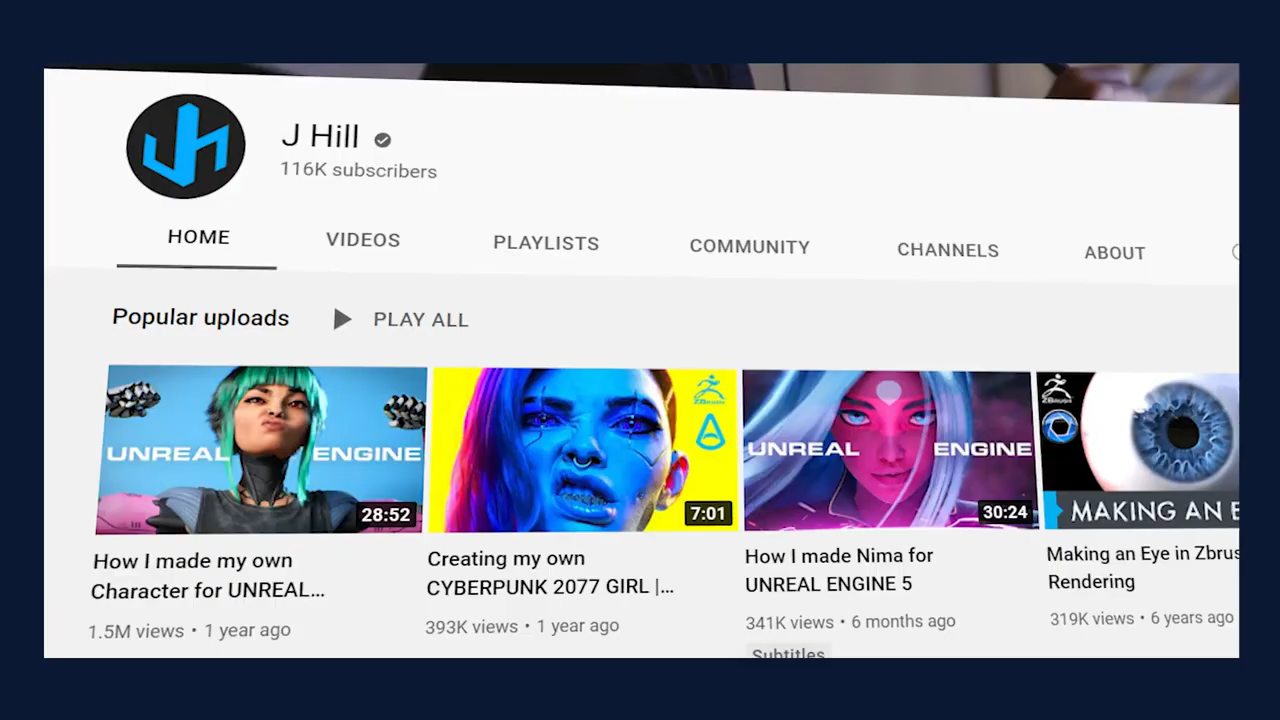 J Hill
116K subscribers
HOME VIDEOS PLAYLISTS COMMUNITY CHANNELS ABOUT
Popular uploads PLAY ALL
UNREAL ENGINE
28:52
ZBRUSH
7:01
UNREAL ENGINE
30:24
ZBRUSH
MAKING AN E
How I made my own
Character for UNREAL...
1.5M views • 1 year ago
Creating my own
CYBERPUNK 2077 GIRL |...
393K views • 1 year ago
How I made Nima for
UNREAL ENGINE 5
341K views • 6 months ago
Subtitles
Making an Eye in Zbrus
Rendering
319K views • 6 years ago